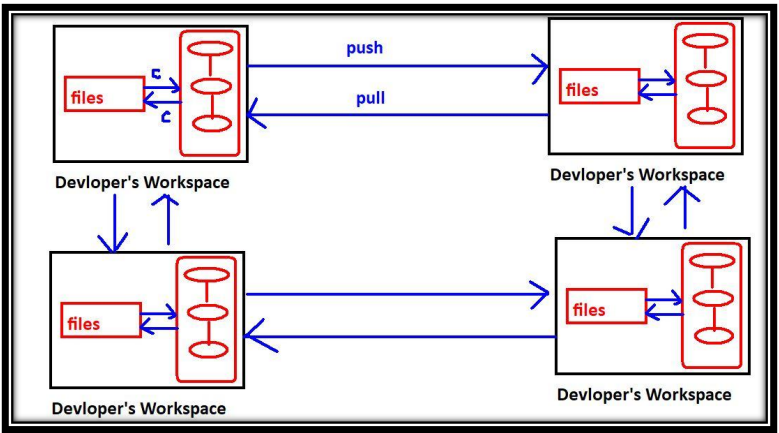 push
c
files
c
pull
files
Devloper's Workspace
Devloper's Workspace
files
files
Devloper's Workspace
Devloper's Workspace